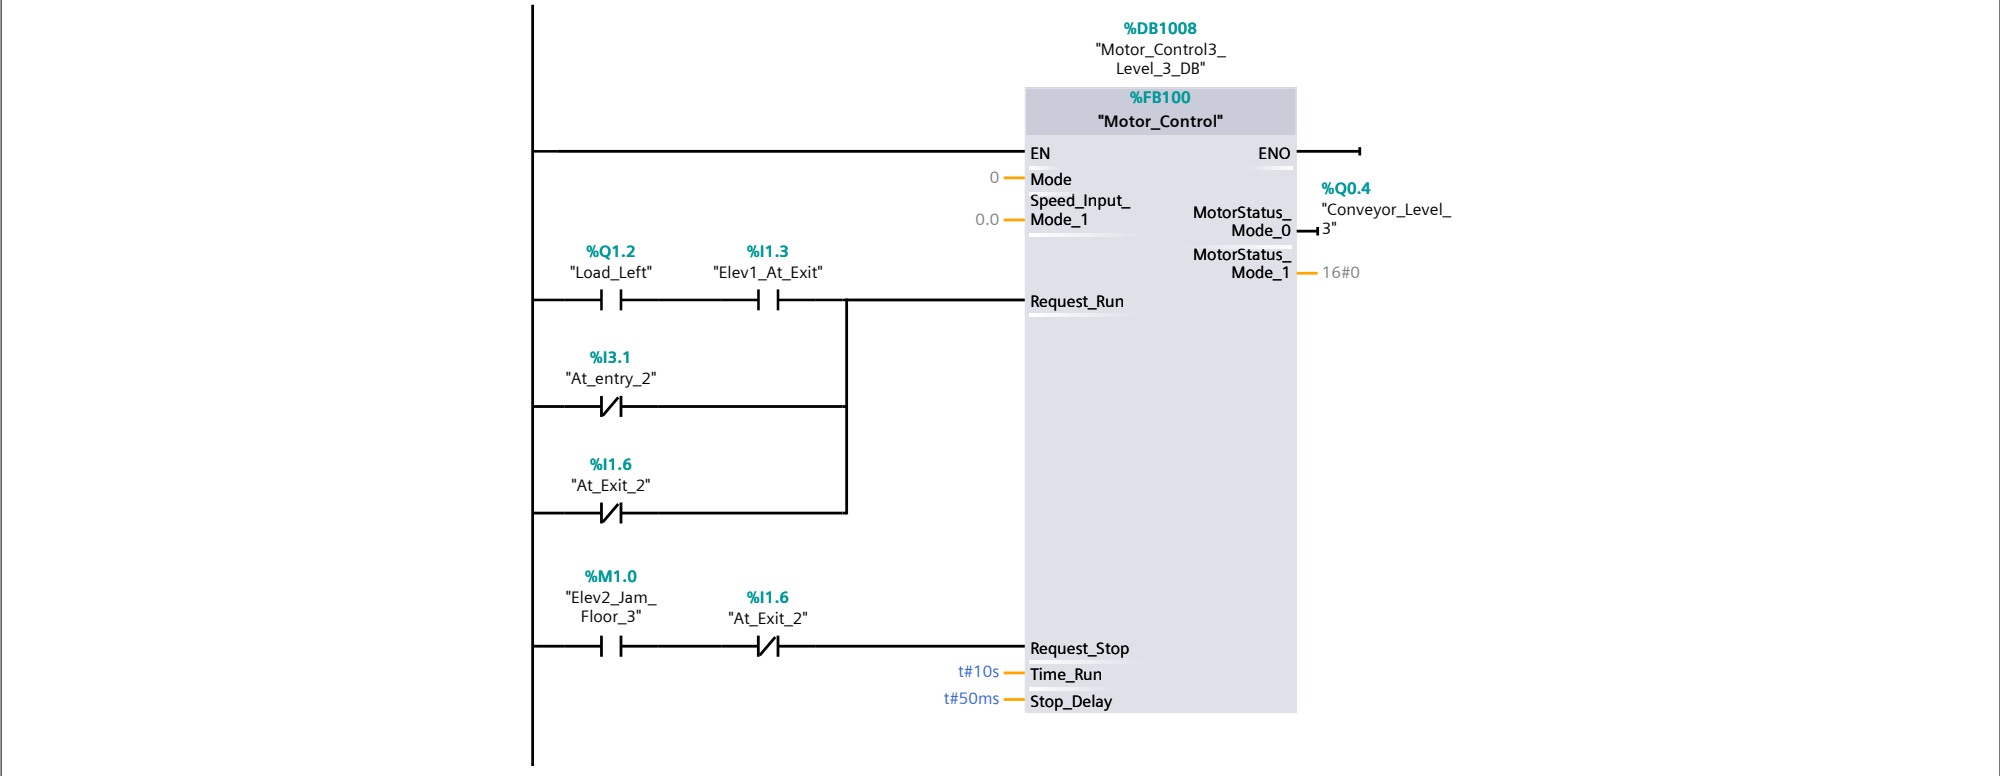 %DB1008
"Motor_Control3_
Level_3_DB"
%FB100
"Motor_Control"
EN
ENO
0
Mode
%Q0.4
Speed_Input_
0.0
Mode_1
MotorStatus_
Mode_0
"Conveyor_Level_
3"
MotorStatus_
Mode_1
16#0
%Q1.2
"Load_Left"
%I1.3
"Elev1_At_Exit"
Request_Run
%I3.1
"At_entry_2"
%I1.6
"At_Exit_2"
%M1.0
"Elev2_Jam_
Floor_3"
%I1.6
"At_Exit_2"
Request_Stop
t#10s
Time_Run
t#50ms
Stop_Delay